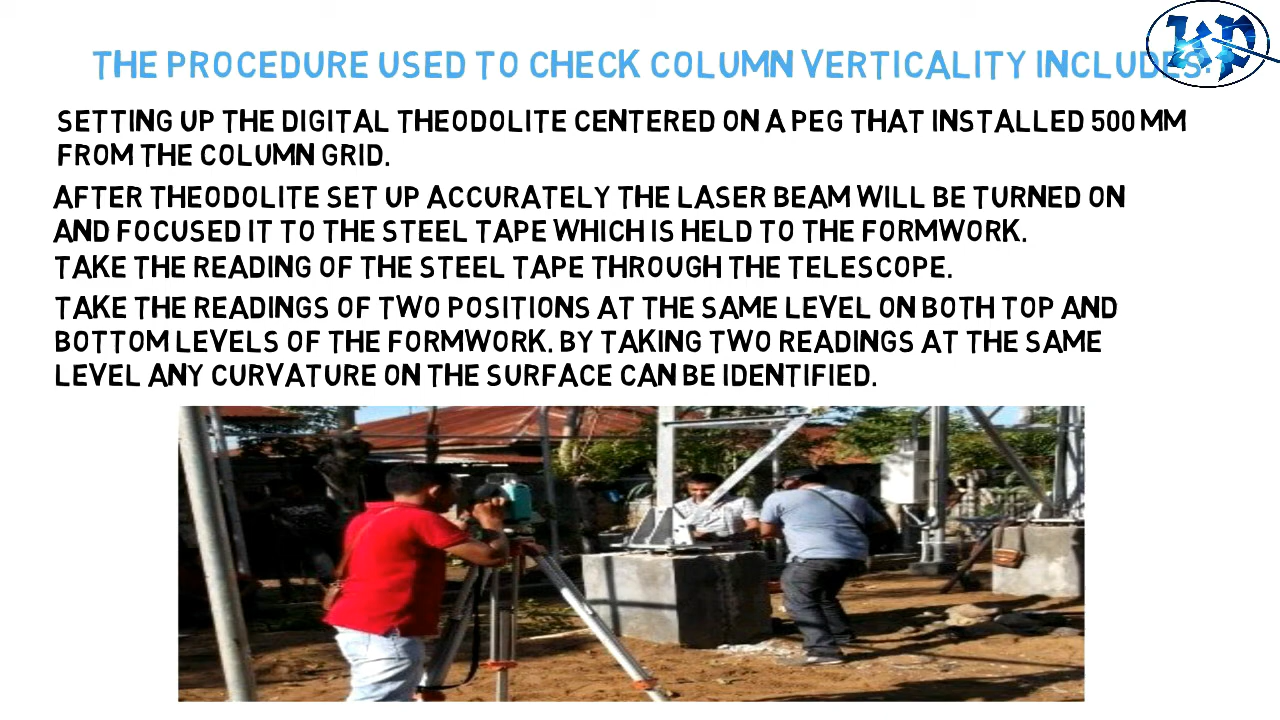 THE PROCEDURE USED TO CHECK COLUMN VERTICALITY INCLUDES:
SETTING UP THE DIGITAL THEODOLITE CENTERED ON A PEG THAT INSTALLED 500 MM
FROM THE COLUMN GRID.
AFTER THEODOLITE SET UP ACCURATELY THE LASER BEAM WILL BE TURNED ON
AND FOCUSED IT TO THE STEEL TAPE WHICH IS HELD TO THE FORMWORK.
TAKE THE READING OF THE STEEL TAPE THROUGH THE TELESCOPE.
TAKE THE READINGS OF TWO POSITIONS AT THE SAME LEVEL ON BOTH TOP AND
BOTTOM LEVELS OF THE FORMWORK. BY TAKING TWO READINGS AT THE SAME
LEVEL ANY CURVATURE ON THE SURFACE CAN BE IDENTIFIED.